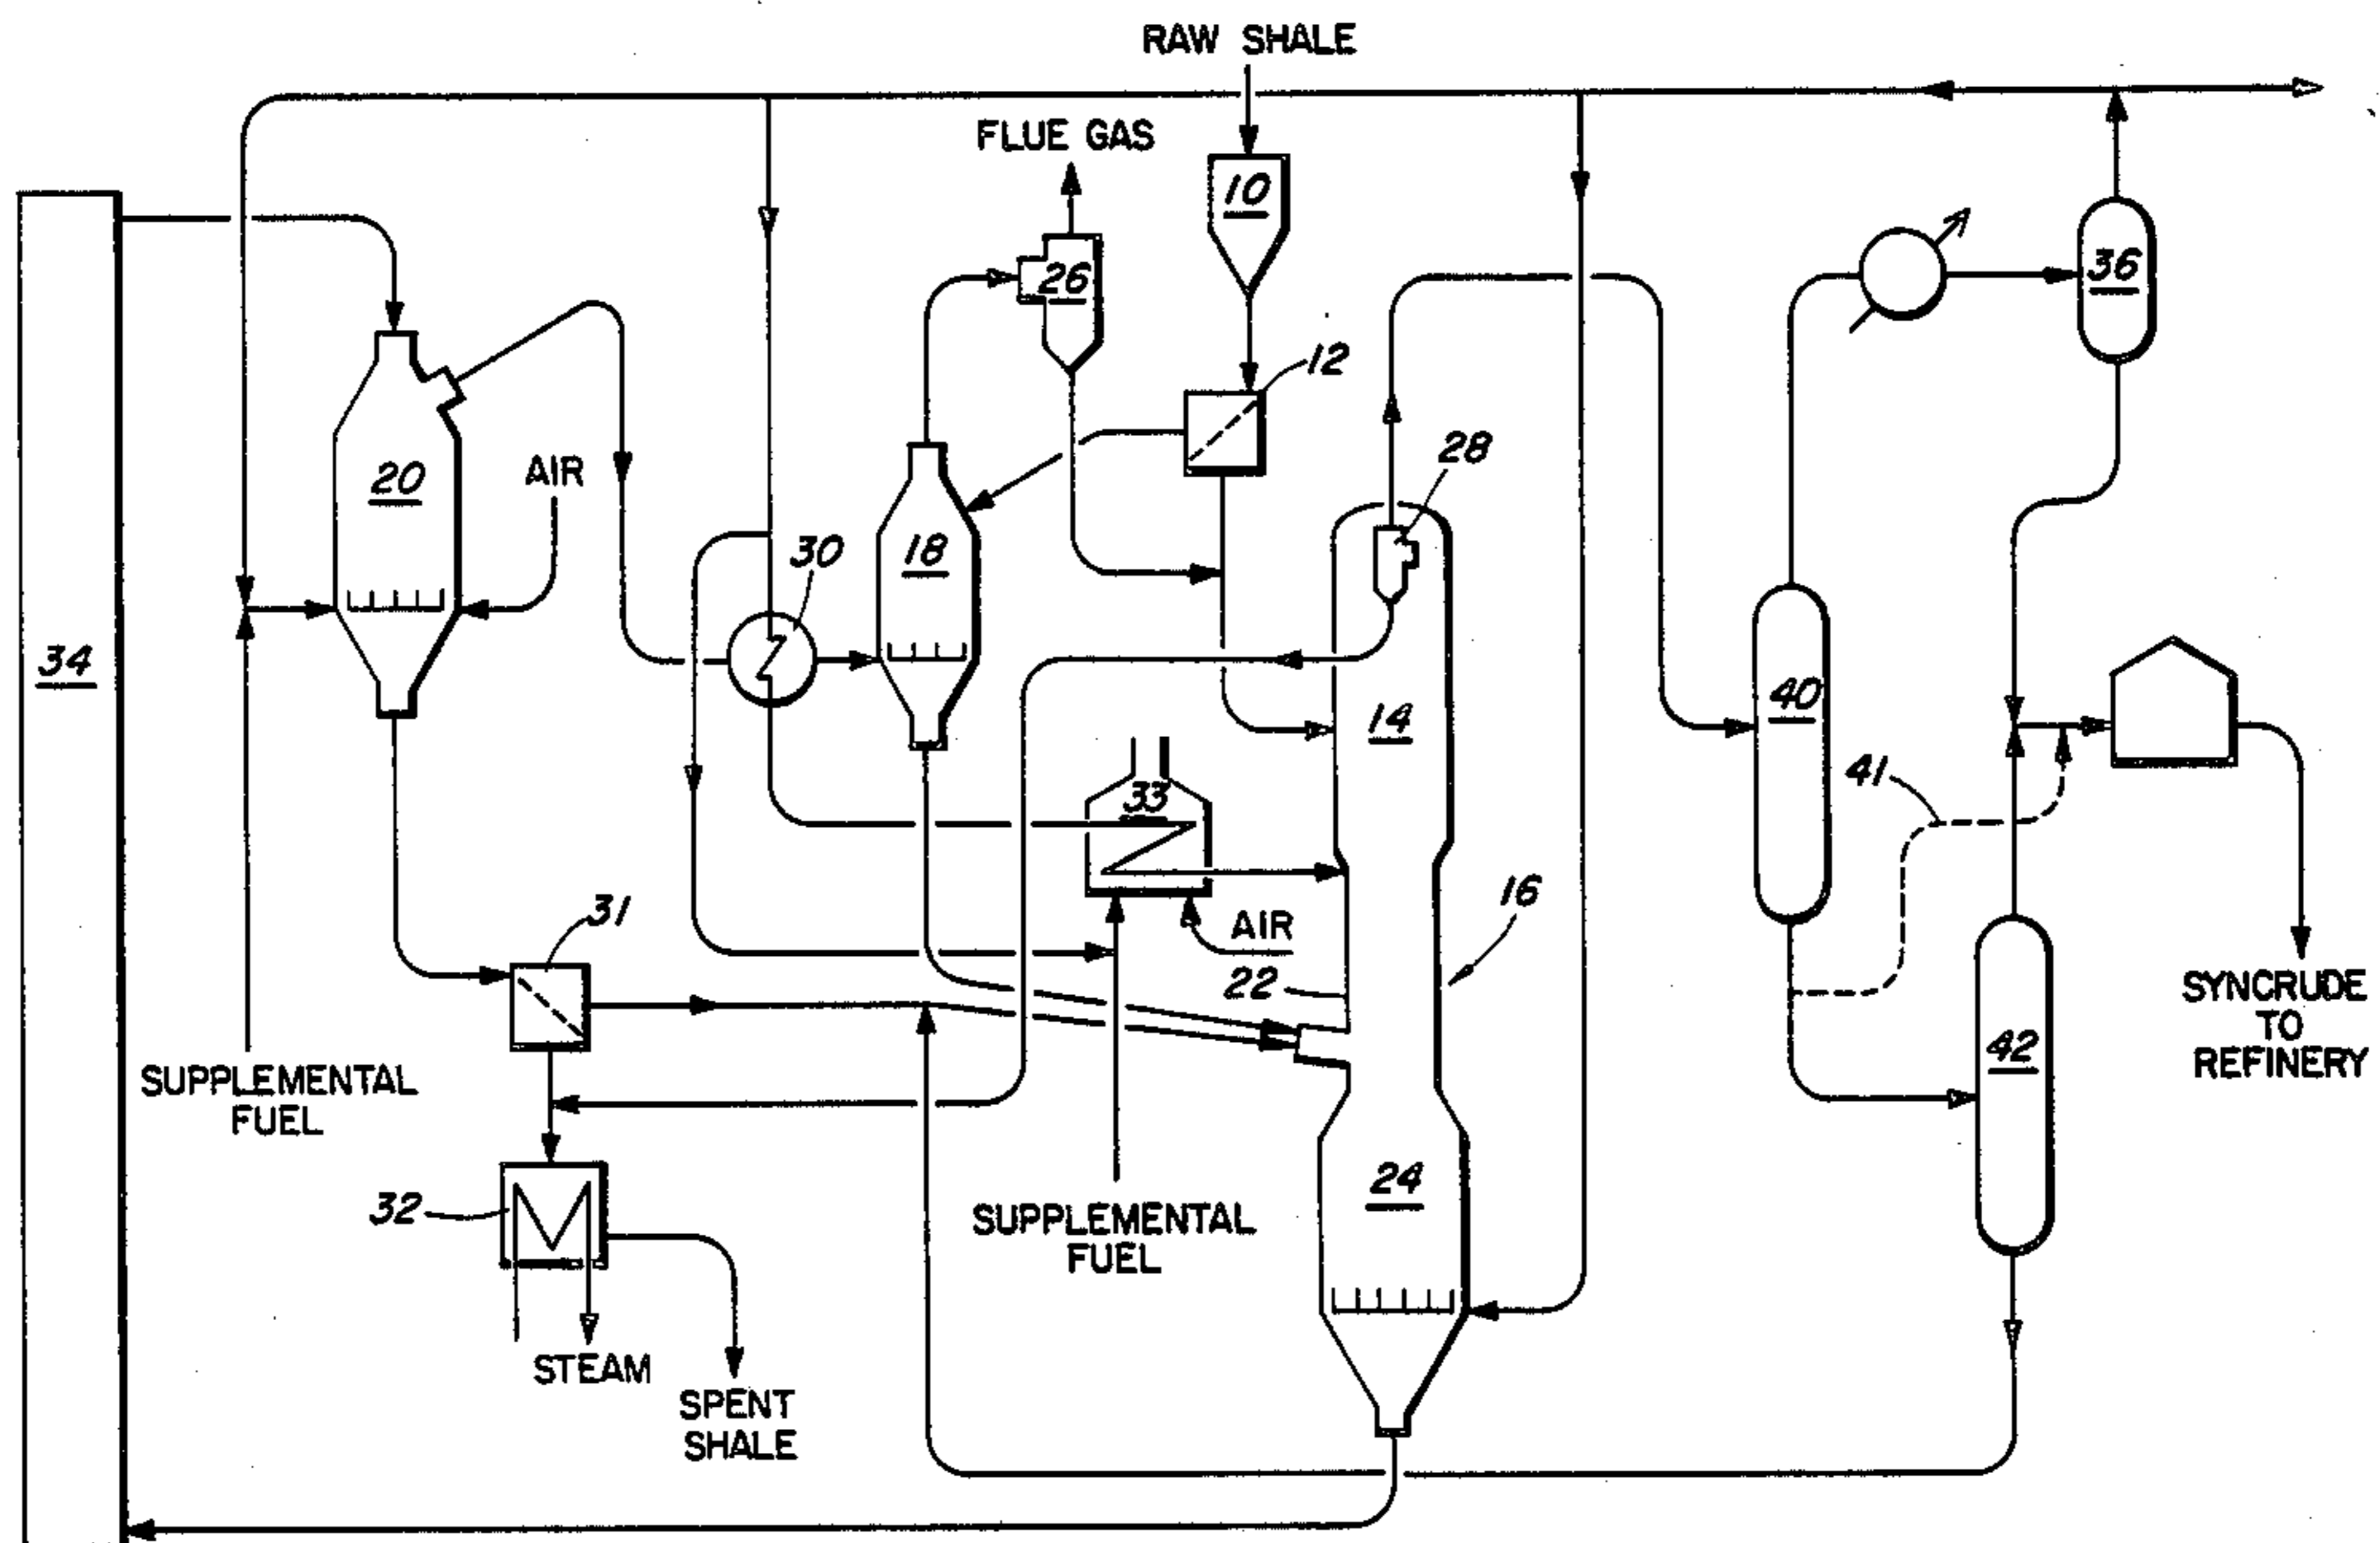 RAW SHALE
FLUE GAS
10
26
36
12
28
20
AIR
18
30
34
14
40
33
41
31
16
AIR
22
SYNCRUDE
TO
REFINERY
42
SUPPLEMENTAL
FUEL
24
32
SUPPLEMENTAL
FUEL
STEAM
SPENT
SHALE